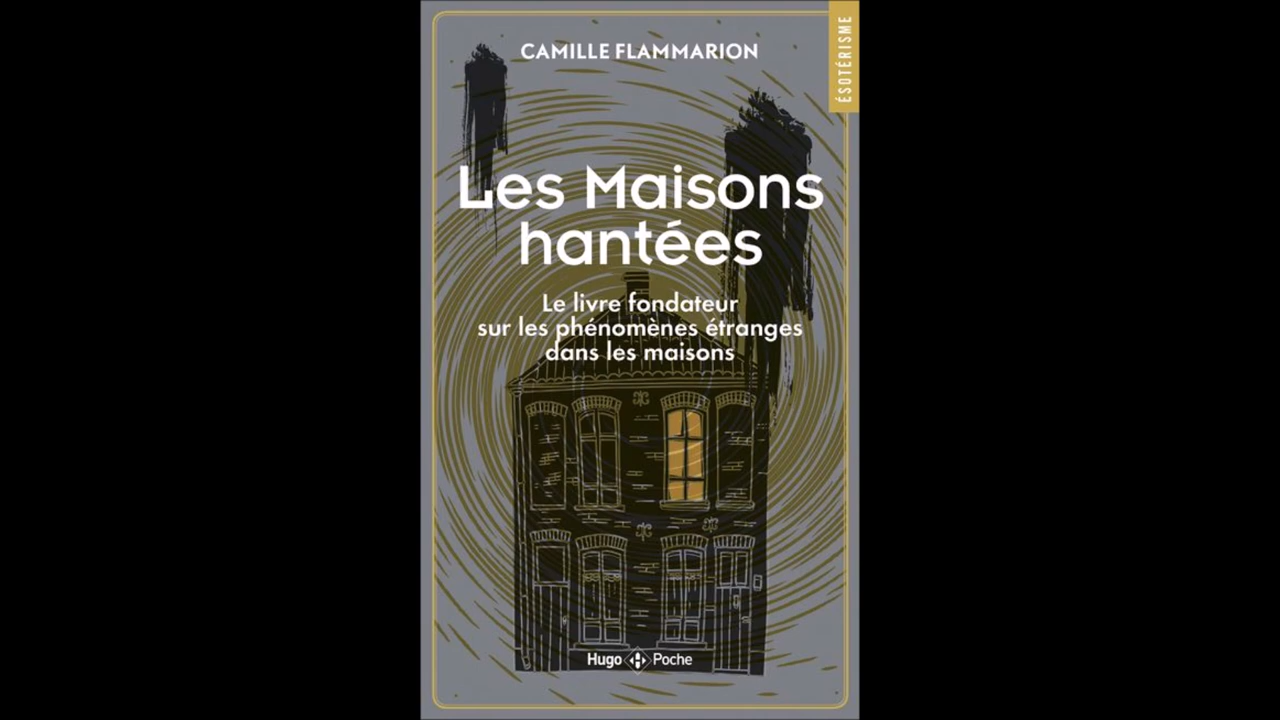 CAMILLE FLAMMARION
ÉSOTÉRISME
Les Maisons
hantées
Le livre fondateur
sur les phénomènes étranges
dans les maisons
Hugo Poche